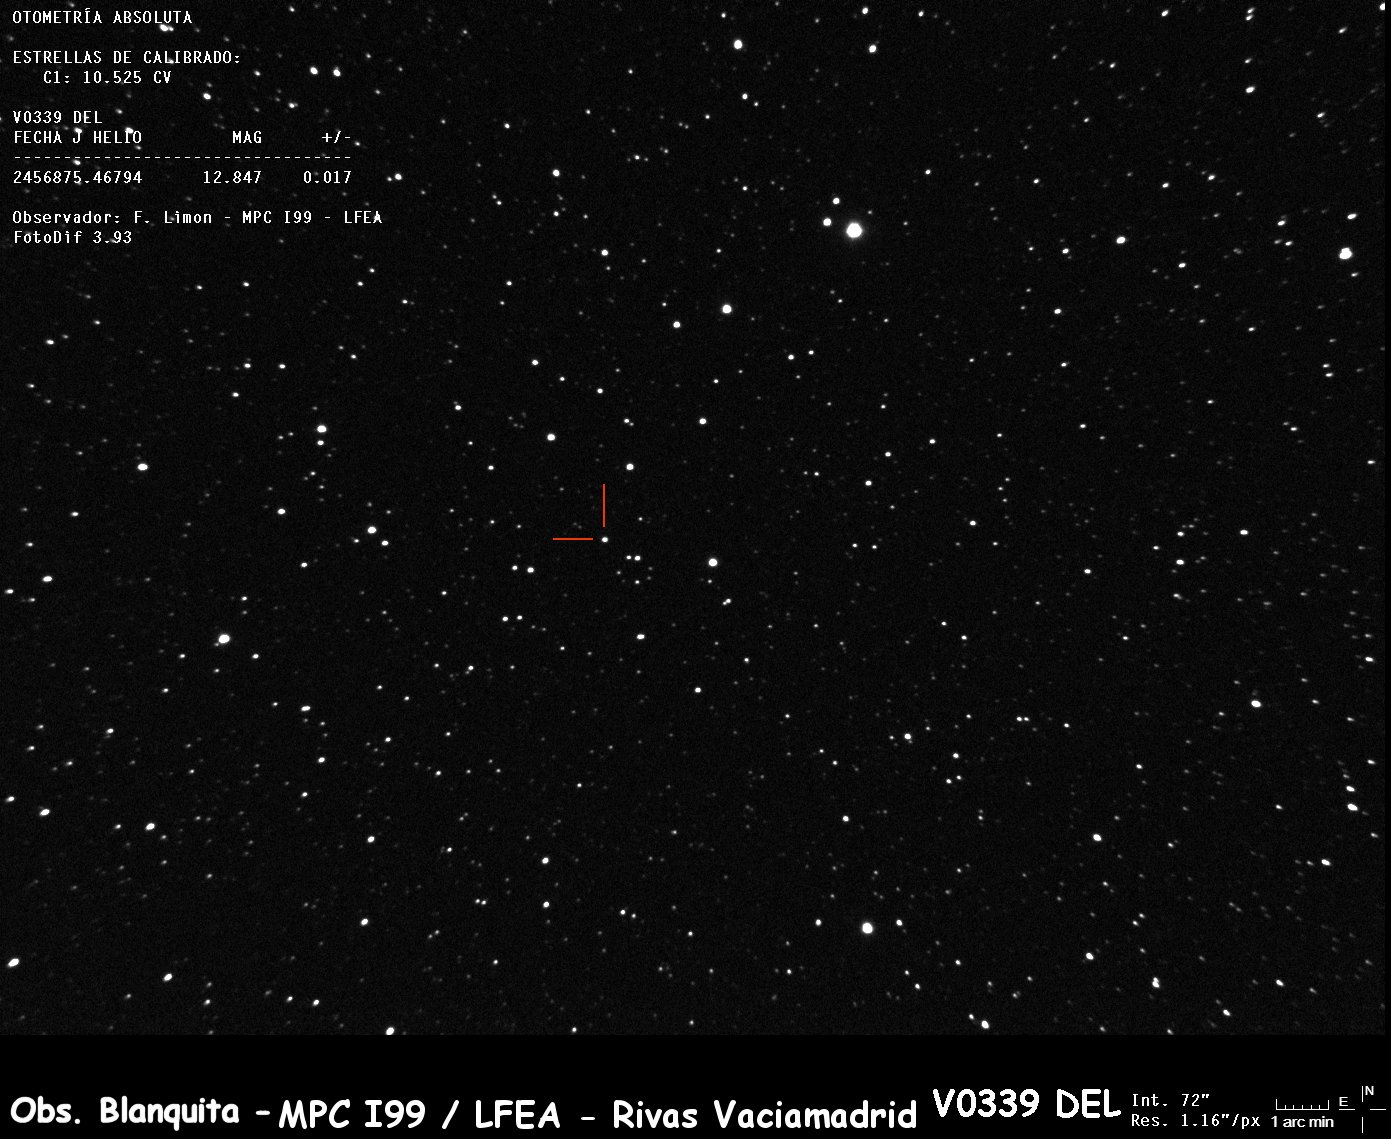 OTOMETRÍA ABSOLUTA
ESTRELLAS DE CALIBRADO:
C1: 10.525 CV
V0339 DEL
FECHA J HELIO MAG +/-
----------------------------------
2456875.46794 12.847 0.017
Observador: F. Limon - MPC I99 - LFEA
FotoDif 3.93
Obs. Blanquita - MPC I99 / LFEA - Rivas Vaciamadrid V0339 DEL
Int. 72"
Res. 1.16"/px
1 arc min
E
N